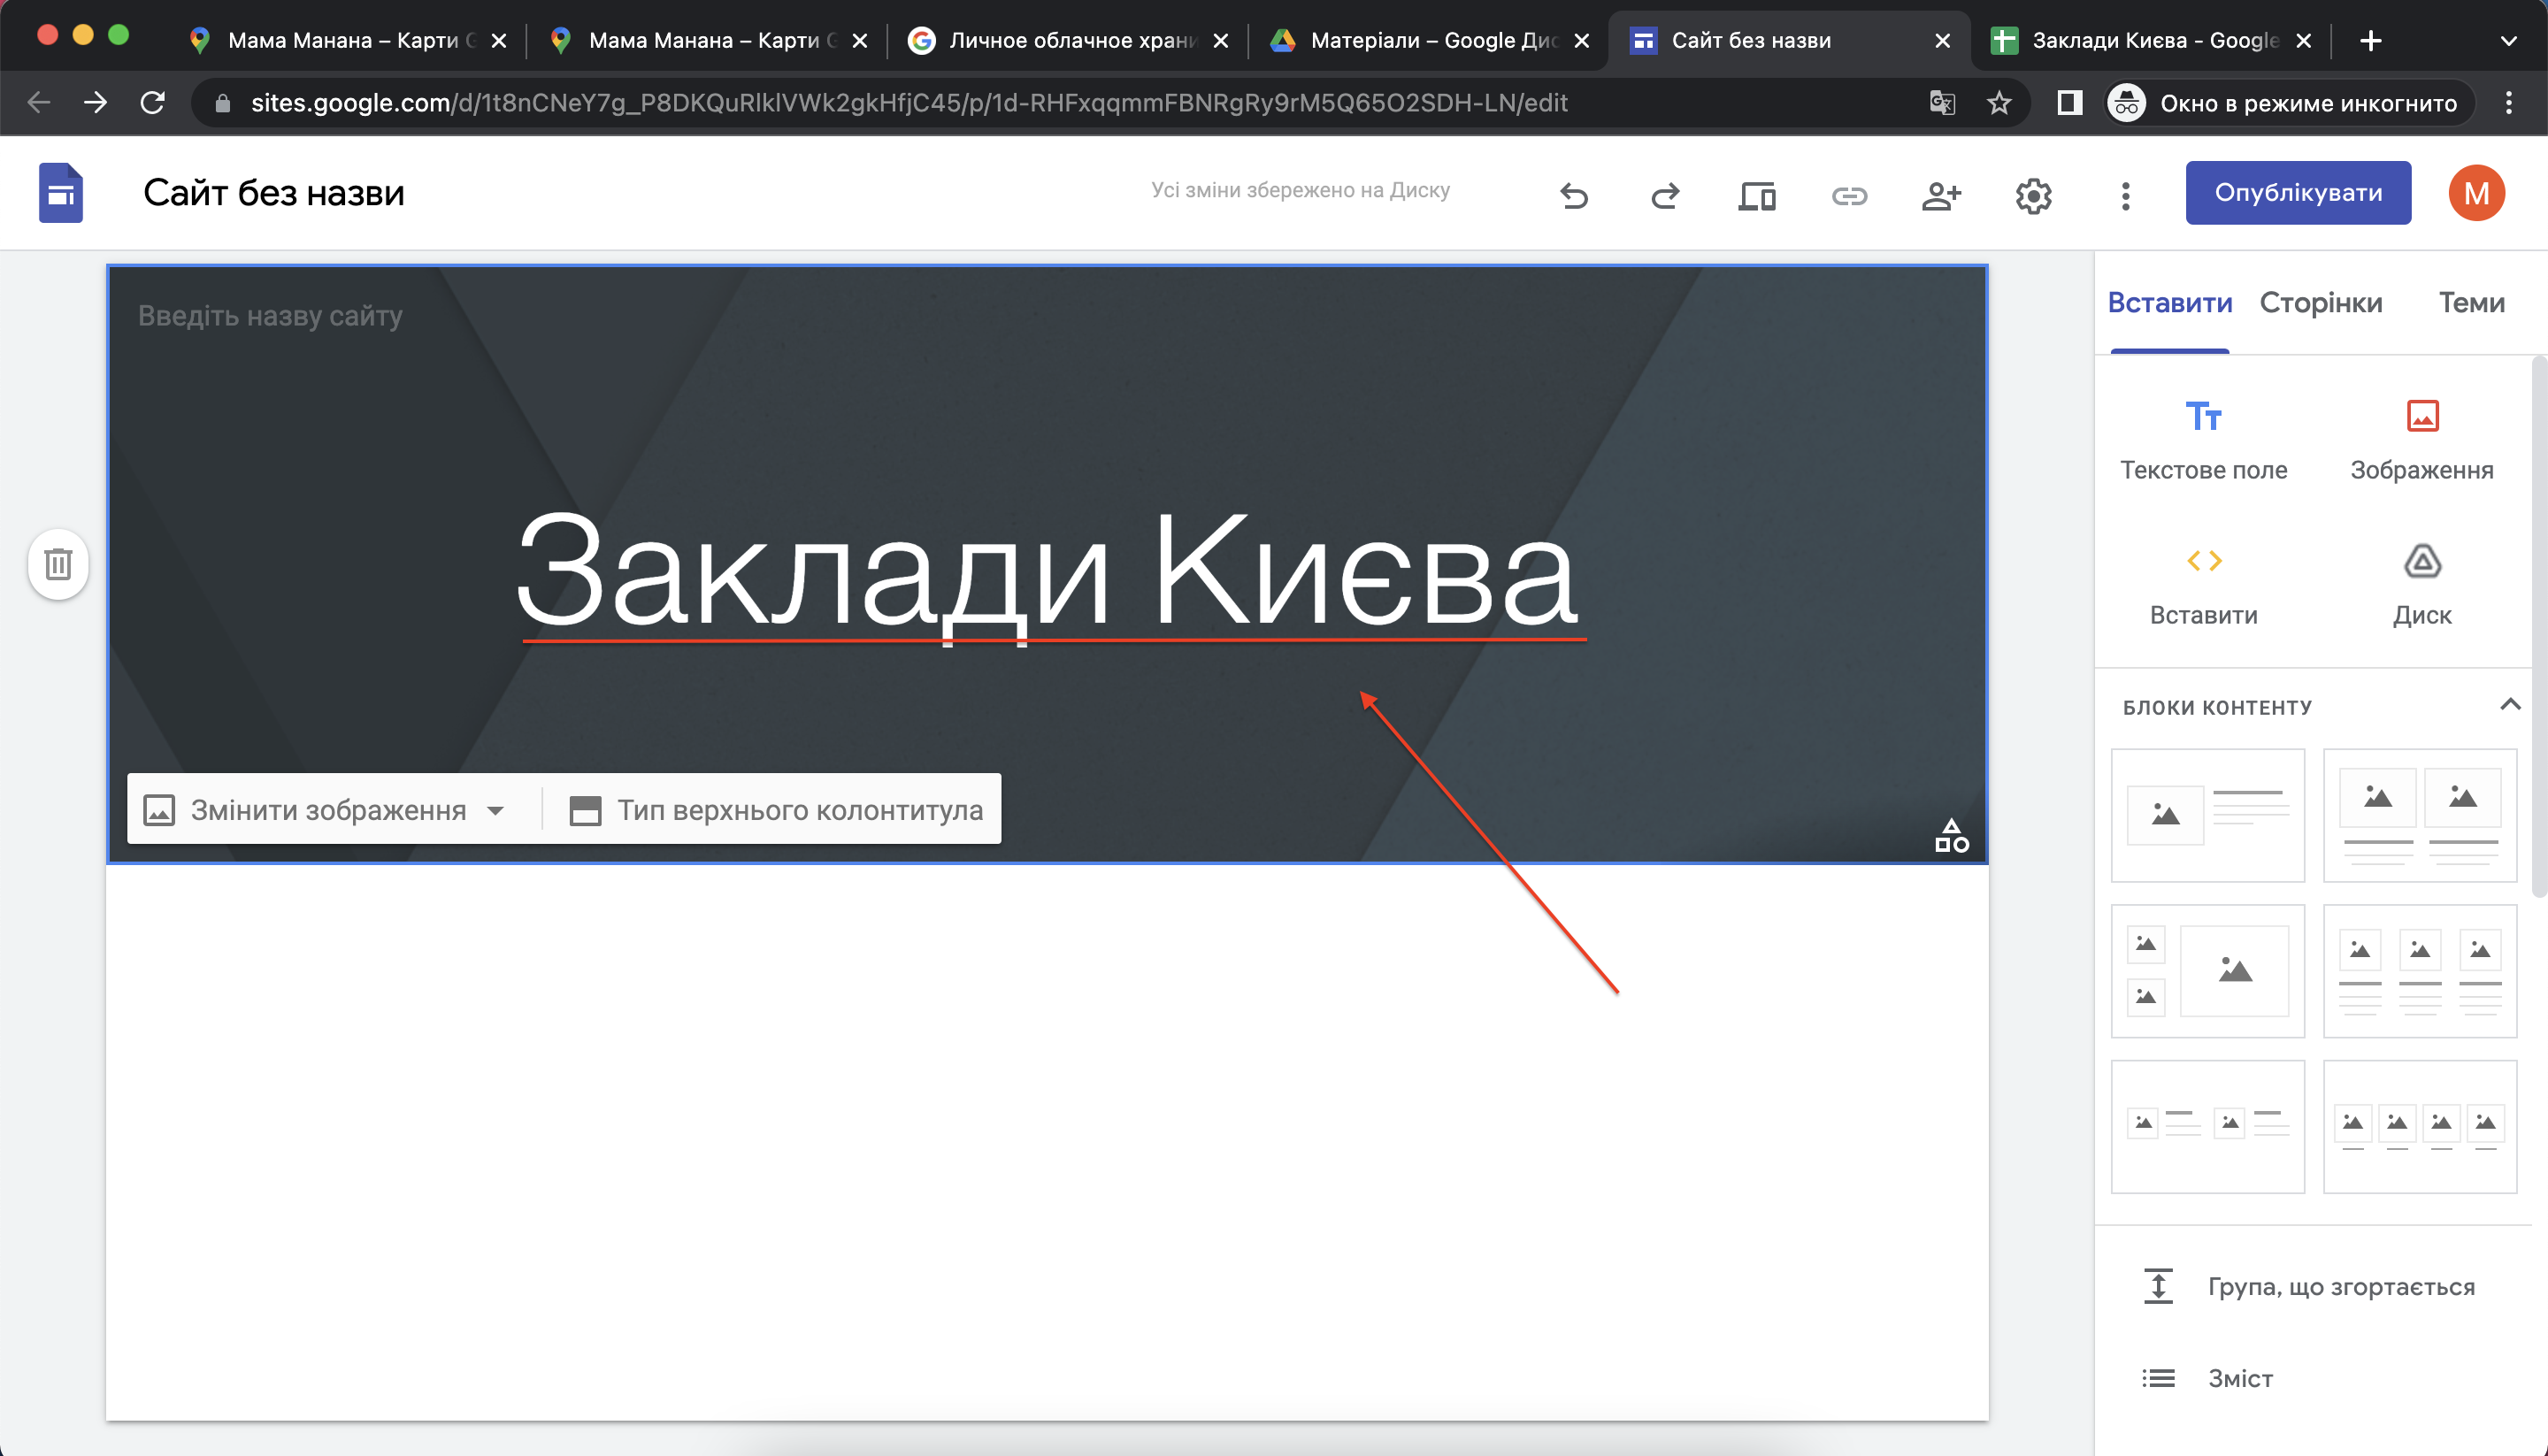 Мама Манана – Карти G
Мама Манана – Карти G
Личное облачное храни
Матеріали – Google Дис
Сайт без назви
Заклади Києва - Google
sites.google.com/d/1t8nCNeY7g_P8DKQuRlklVWk2gkHfjC45/p/1d-RHFxqqmmFBNRgRy9rM5Q65O2SDH-LN/edit
Окно в режиме инкогнито
Сайт без назви
Усі зміни збережено на Диску
Опублікувати
M
Введіть назву сайту
Заклади Києва
Змінити зображення
Тип верхнього колонтитула
Вставити
Сторінки
Теми
Текстове поле
Зображення
Вставити
Диск
БЛОКИ КОНТЕНТУ
Група, що згортається
Зміст